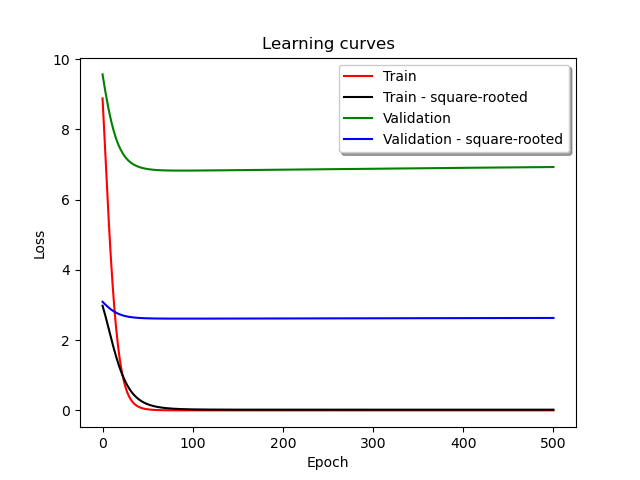 Learning curves
Train
Train - square-rooted
Validation
Validation - square-rooted
10
8
6
4
2
0
Loss
0
100
200
300
400
500
Epoch